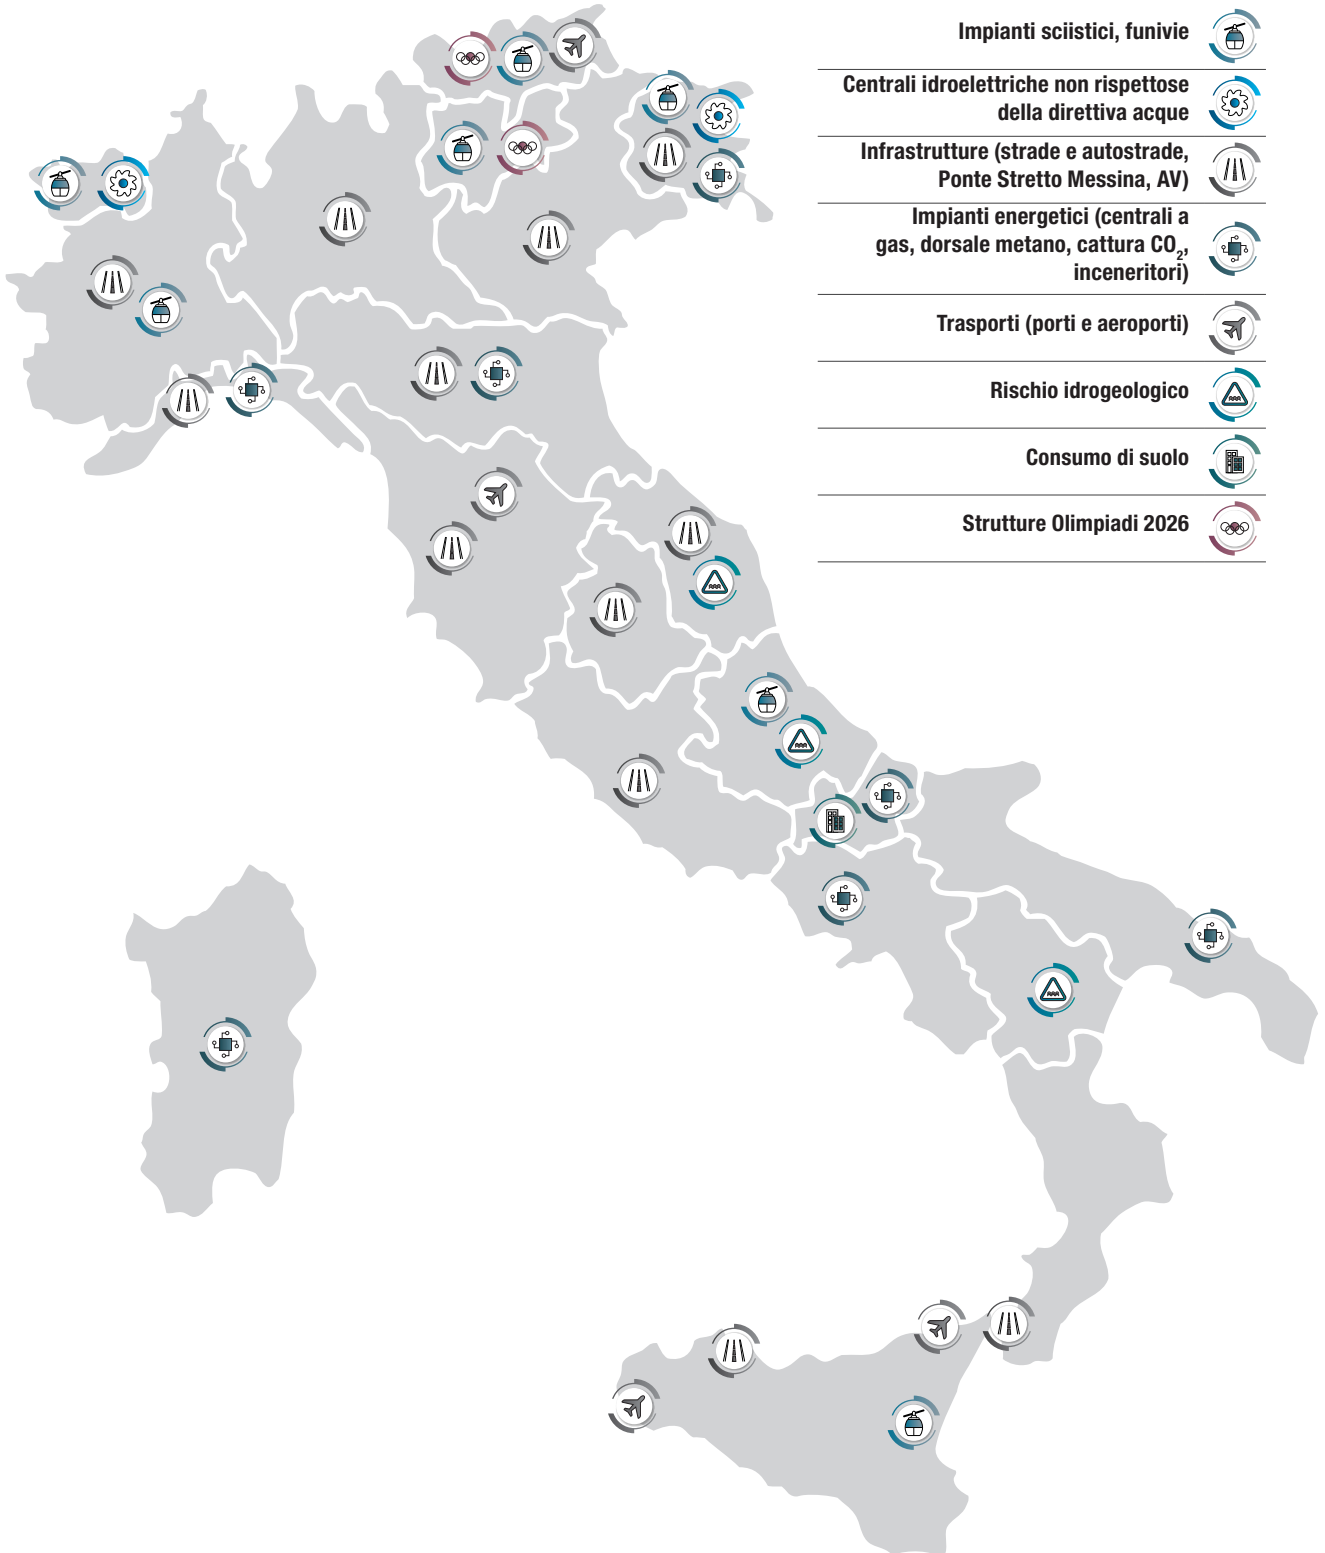 Impianti sciistici, funivie
Centrali idroelettriche non rispettose
della direttiva acque
Infrastrutture (strade e autostrade,
Ponte Stretto Messina, AV)
Impianti energetici (centrali a
gas, dorsale metano, cattura CO₂,
inceneritori)
Trasporti (porti e aeroporti)
Rischio idrogeologico
Consumo di suolo
Strutture Olimpiadi 2026